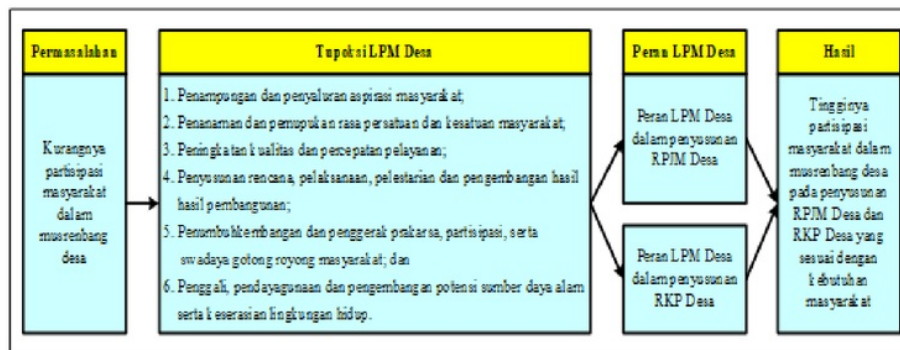 Permasalahan
Kurangnya
partisipasi
masyarakat
dalam
musrenbang
desa
Tupoksi LPM Desa
1. Penampungan dan penyaluran aspirasi masyarakat;
2. Penanaman dan pemupukan rasa persatuan dan kesatuan masyarakat;
3. Peningkatan kualitas dan percepatan pelayanan;
4. Penyusunan rencana, pelaksanaan, pelestarian dan pengembangan hasil
hasil pembangunan;
5. Penumbuhkembangan dan penggerak prakarsa, partisipasi, serta
swadaya gotong royong masyarakat; dan
6. Penggali, pendayagunaan dan pengembangan potensi sumber daya alam
serta keserasian lingkungan hidup.
Peran LPM Desa
Peran LPM Desa
dalam penyusunan
RPJM Desa
Peran LPM Desa
dalam penyusunan
RKP Desa
Hasil
Tingginya
partisipasi
masyarakat dalam
musrenbang desa
pada penyusunan
RPJM Desa dan
RKP Desa yang
sesuai dengan
kebutuhan
masyarakat